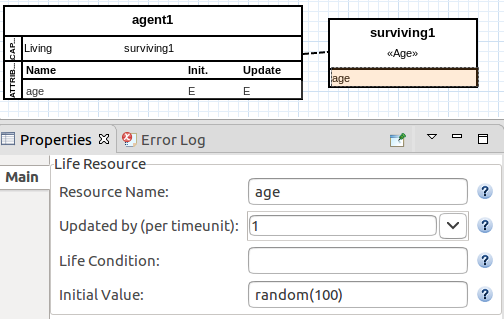 agent1
CAP...
Living surviving1
ATTRIB...
Name Init. Update
age E E
surviving1
«Age»
age
Properties Error Log
Main
Life Resource
Resource Name: age
Updated by (per timeunit): 1
Life Condition:
Initial Value: random(100)